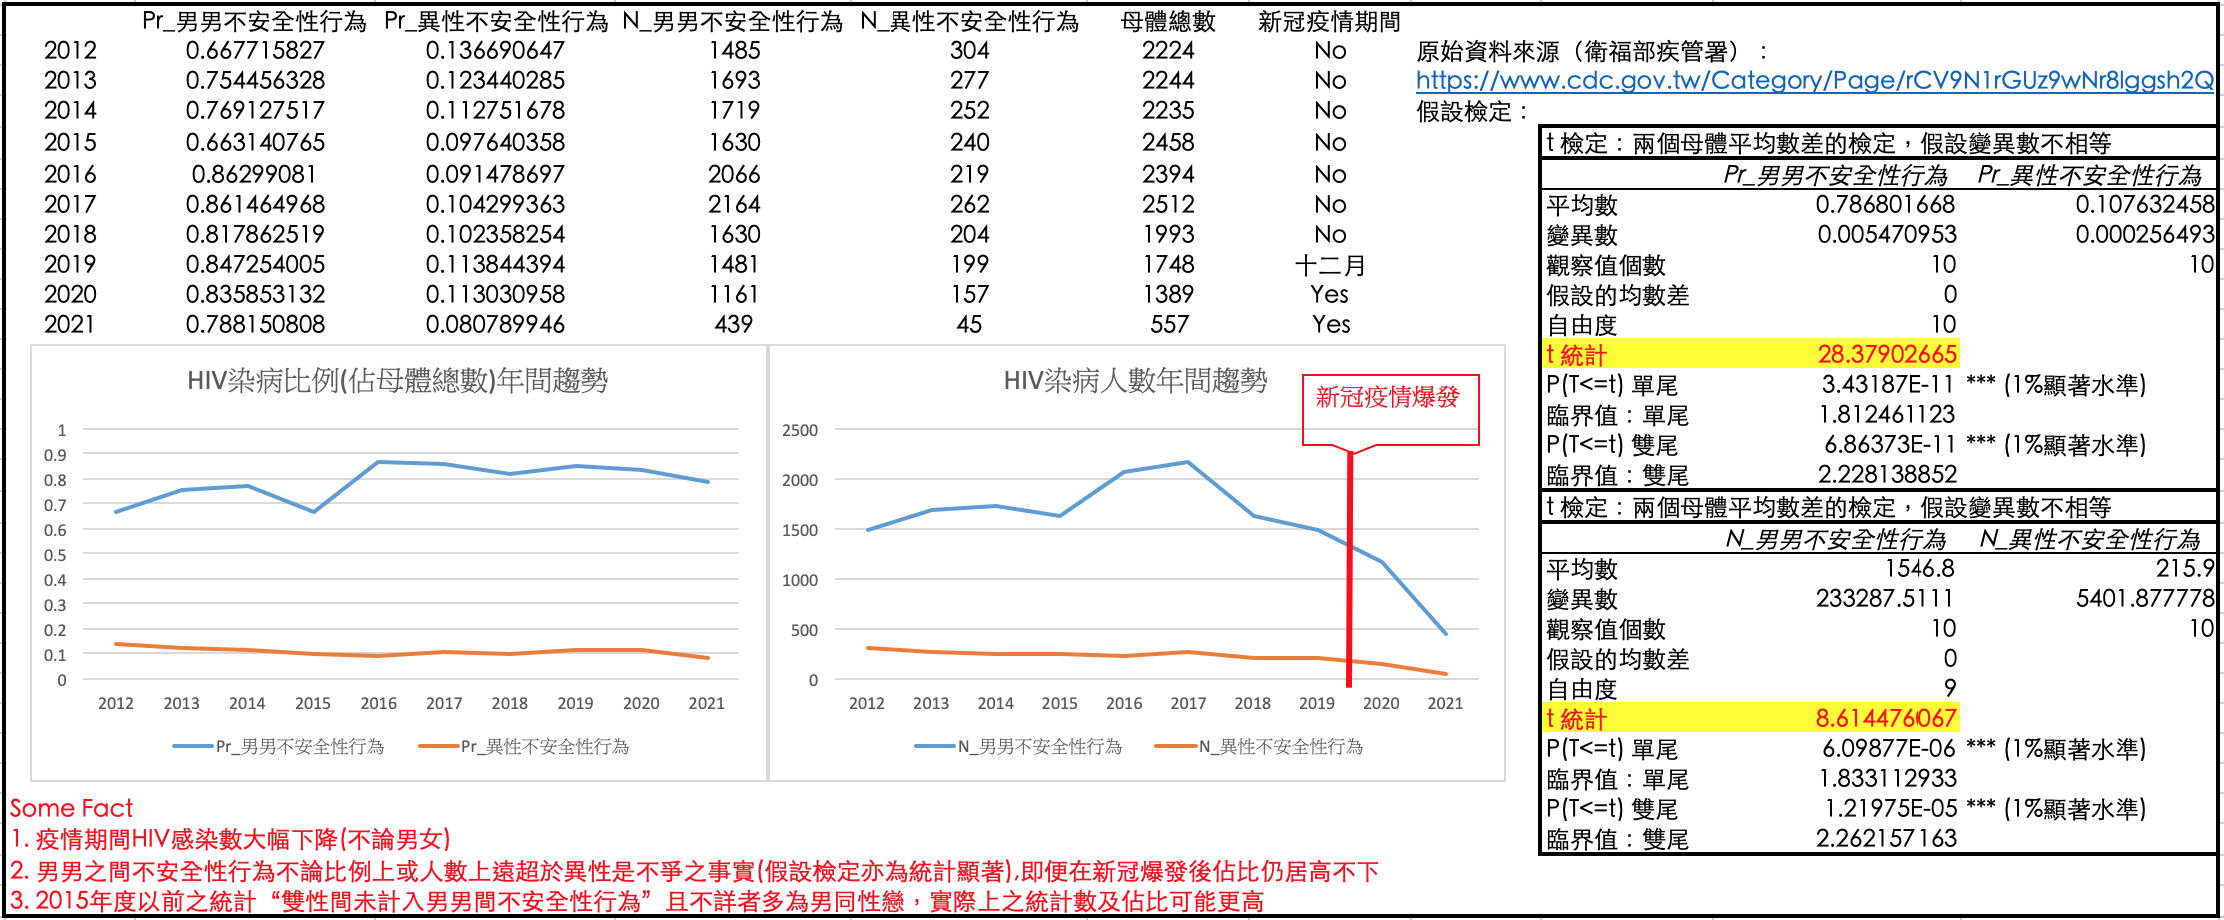 Pr_男男不安全性行為 Pr_異性不安全性行為 N_男男不安全性行為 N_異性不安全性行為 母體總數 新冠疫情期間
2012 0.667715827 0.136690647 1485 304 2224 No
2013 0.754456328 0.123440285 1693 277 2244 No
2014 0.769127517 0.112751678 1719 252 2235 No
2015 0.663140765 0.097640358 1630 240 2458 No
2016 0.86299081 0.091478697 2066 219 2394 No
2017 0.861464968 0.104299363 2164 262 2512 No
2018 0.817862519 0.102358254 1630 204 1993 No
2019 0.847254005 0.113844394 1481 199 1748 十二月
2020 0.835853132 0.113030958 1161 157 1389 Yes
2021 0.788150808 0.080789946 439 45 557 Yes
原始資料來源（衛福部疾管署）：
https://www.cdc.gov.tw/Category/Page/rCV9N1rGUz9wNr8lggsh2Q
假設檢定：
t 檢定：兩個母體平均數差的檢定，假設變異數不相等
Pr_男男不安全性行為 Pr_異性不安全性行為
平均數 0.786801668 0.107632458
變異數 0.005470953 0.000256493
觀察值個數 10 10
假設的均數差 0
自由度 10
t 統計 28.37902665
P(T<=t) 單尾 3.43187E-11 *** (1%顯著水準)
臨界值：單尾 1.812461123
P(T<=t) 雙尾 6.86373E-11 *** (1%顯著水準)
臨界值：雙尾 2.228138852
t 檢定：兩個母體平均數差的檢定，假設變異數不相等
N_男男不安全性行為 N_異性不安全性行為
平均數 1546.8 215.9
變異數 233287.5111 5401.877778
觀察值個數 10 10
假設的均數差 0
自由度 9
t 統計 8.614476067
P(T<=t) 單尾 6.09877E-06 *** (1%顯著水準)
臨界值：單尾 1.833112933
P(T<=t) 雙尾 1.21975E-05 *** (1%顯著水準)
臨界值：雙尾 2.262157163
HIV染病比例(佔母體總數)年間趨勢
1
0.9
0.8
0.7
0.6
0.5
0.4
0.3
0.2
0.1
0
2012 2013 2014 2015 2016 2017 2018 2019 2020 2021
Pr_男男不安全性行為 Pr_異性不安全性行為
HIV染病人數年間趨勢
新冠疫情爆發
2500
2000
1500
1000
500
0
2012 2013 2014 2015 2016 2017 2018 2019 2020 2021
N_男男不安全性行為 N_異性不安全性行為
Some Fact
1. 疫情期間HIV感染數大幅下降(不論男女)
2. 男男之間不安全性行為不論比例上或人數上遠超於異性是不爭之事實(假設檢定亦為統計顯著),即便在新冠爆發後佔比仍居高不下
3. 2015年度以前之統計“雙性間未計入男男間不安全性行為”且不詳者多為男同性戀，實際上之統計數及佔比可能更高